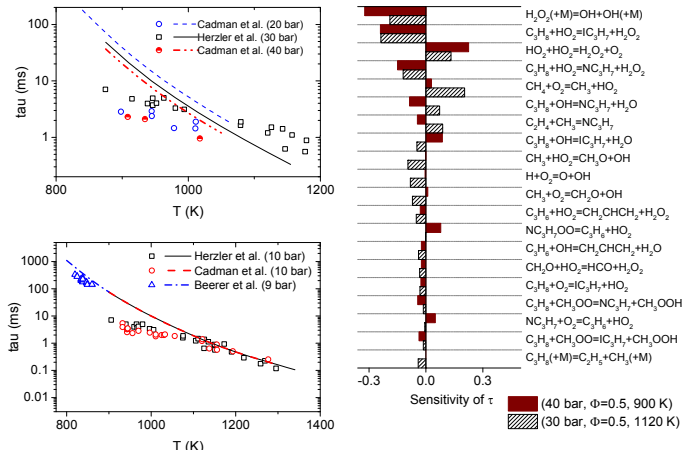 Cadman et al. (20 bar)
Herzler et al. (30 bar)
Cadman et al. (40 bar)
tau (ms)
100
10
1
800
1000
1200
T (K)
Herzler et al. (10 bar)
Cadman et al. (10 bar)
Beerer et al. (9 bar)
tau (ms)
1000
100
10
1
0.1
0.01
800
1000
1200
1400
T (K)
H₂O₂(+M)=OH+OH(+M)
C₃H₈+HO₂=IC₃H₇+H₂O₂
HO₂+HO₂=H₂O₂+O₂
C₃H₈+HO₂=NC₃H₇+H₂O₂
CH₄+O₂=CH₃+HO₂
C₃H₈+OH=NC₃H₇+H₂O
C₂H₄+CH₃=NC₃H₇
C₃H₈+OH=IC₃H₇+H₂O
CH₃+HO₂=CH₃O+OH
H+O₂=O+OH
CH₃+O₂=CH₂O+OH
C₃H₆+HO₂=CH₂CHCH₂+H₂O₂
NC₃H₇OO=C₃H₆+HO₂
C₃H₆+OH=CH₂CHCH₂+H₂O
CH₂O+HO₂=HCO+H₂O₂
C₃H₈+O₂=IC₃H₇+HO₂
C₃H₈+CH₃OO=NC₃H₇+CH₃OOH
NC₃H₇+O₂=C₃H₆+HO₂
C₃H₈+CH₃OO=IC₃H₇+CH₃OOH
C₃H₈(+M)=C₂H₅+CH₃(+M)
-0.3
0.0
0.3
Sensitivity of τ
(40 bar, Φ=0.5, 900 K)
(30 bar, Φ=0.5, 1120 K)